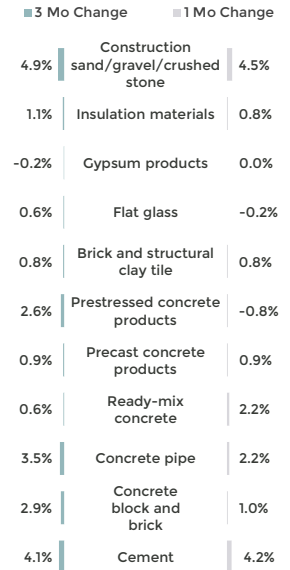 3 Mo Change 1 Mo Change
Construction
4.9% sand/gravel/crushed 4.5%
stone
1.1% Insulation materials 0.8%
-0.2% Gypsum products 0.0%
0.6% Flat glass -0.2%
Brick and structural
0.8% 0.8%
clay tile
Prestressed concrete
2.6% -0.8%
products
Precast concrete
0.9% 0.9%
products
Ready-mix
0.6% 2.2%
concrete
3.5% Concrete pipe 2.2%
Concrete
2.9% block and 1.0%
brick
4.1% Cement 4.2%